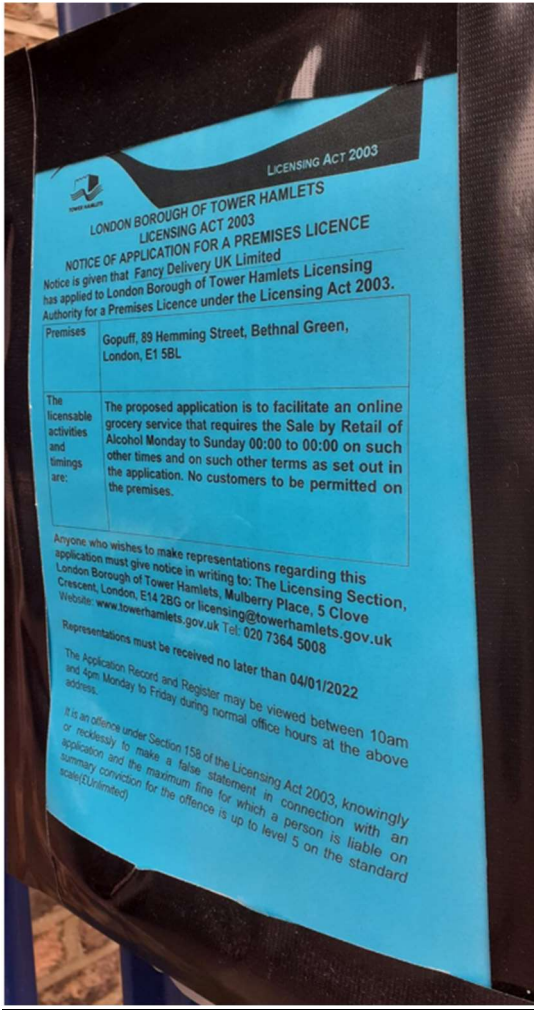 LICENSING ACT 2003
TOWER HAMLETS
LONDON BOROUGH OF TOWER HAMLETS
LICENSING ACT 2003
NOTICE OF APPLICATION FOR A PREMISES LICENCE
Notice is given that Fancy Delivery UK Limited
has applied to London Borough of Tower Hamlets Licensing
Authority for a Premises Licence under the Licensing Act 2003.
Premises
Gopuff, 89 Hemming Street, Bethnal Green,
London, E1 5BL
The
licensable
activities
and
timings
are:
The proposed application is to facilitate an online
grocery service that requires the Sale by Retail of
Alcohol Monday to Sunday 00:00 to 00:00 on such
other times and on such other terms as set out in
the application. No customers to be permitted on
the premises.
Anyone who wishes to make representations regarding this
application must give notice in writing to: The Licensing Section,
London Borough of Tower Hamlets, Mulberry Place, 5 Clove
Crescent, London, E14 2BG or licensing@towerhamlets.gov.uk
Website: www.towerhamlets.gov.uk Tel: 020 7364 5008
Representations must be received no later than 04/01/2022
The Application Record and Register may be viewed between 10am
and 4pm Monday to Friday during normal office hours at the above
address.
It is an offence under Section 158 of the Licensing Act 2003, knowingly
or recklessly to make a false statement in connection with an
application and the maximum fine for which a person is liable on
summary conviction for the offence is up to level 5 on the standard
scale(£Unlimited)